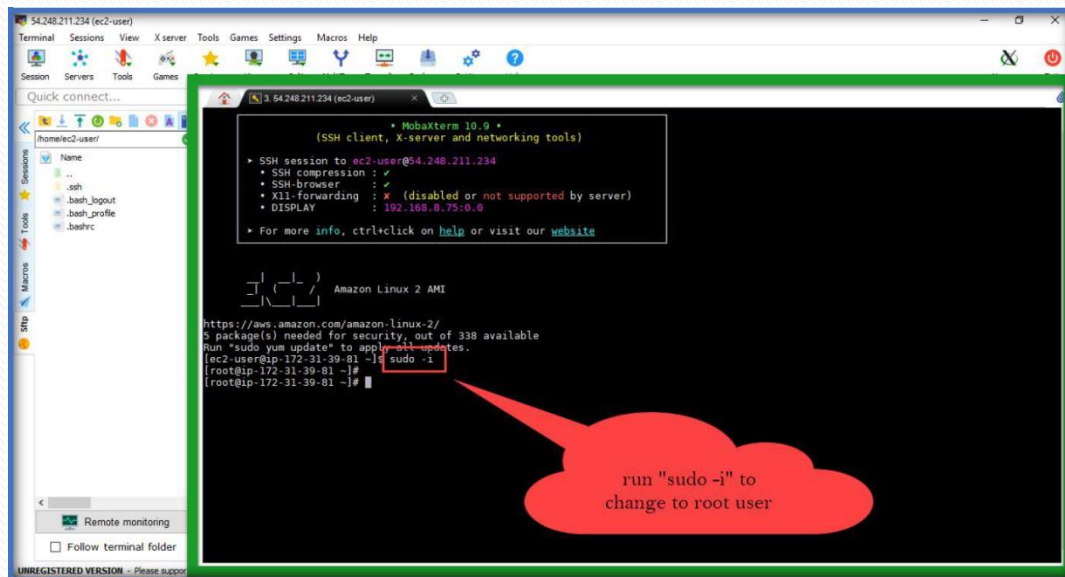 54.248.211.234 (ec2-user)
Terminal Sessions View X server Tools Games Settings Macros Help
Session Servers Tools Games
Quick connect...
3. 54.248.211.234 (ec2-user)
/home/ec2-user/
Name
..
.ssh
.bash_logout
.bash_profile
.bashrc
Sessions
Tools
Macros
Sftp
• MobaXterm 10.9 •
(SSH client, X-server and networking tools)
➤ SSH session to ec2-user@54.248.211.234
• SSH compression : ✔
• SSH-browser : ✔
• X11-forwarding : ✘ (disabled or not supported by server)
• DISPLAY : 192.168.8.75:0.0
➤ For more info, ctrl+click on help or visit our website
__| __|_ )
_| ( / Amazon Linux 2 AMI
___|\___|___|
https://aws.amazon.com/amazon-linux-2/
5 package(s) needed for security, out of 338 available
Run "sudo yum update" to apply all updates.
[ec2-user@ip-172-31-39-81 ~]$ sudo -i
[root@ip-172-31-39-81 ~]#
[root@ip-172-31-39-81 ~]#
run "sudo -i" to
change to root user
Remote monitoring
Follow terminal folder
UNREGISTERED VERSION - Please suppor